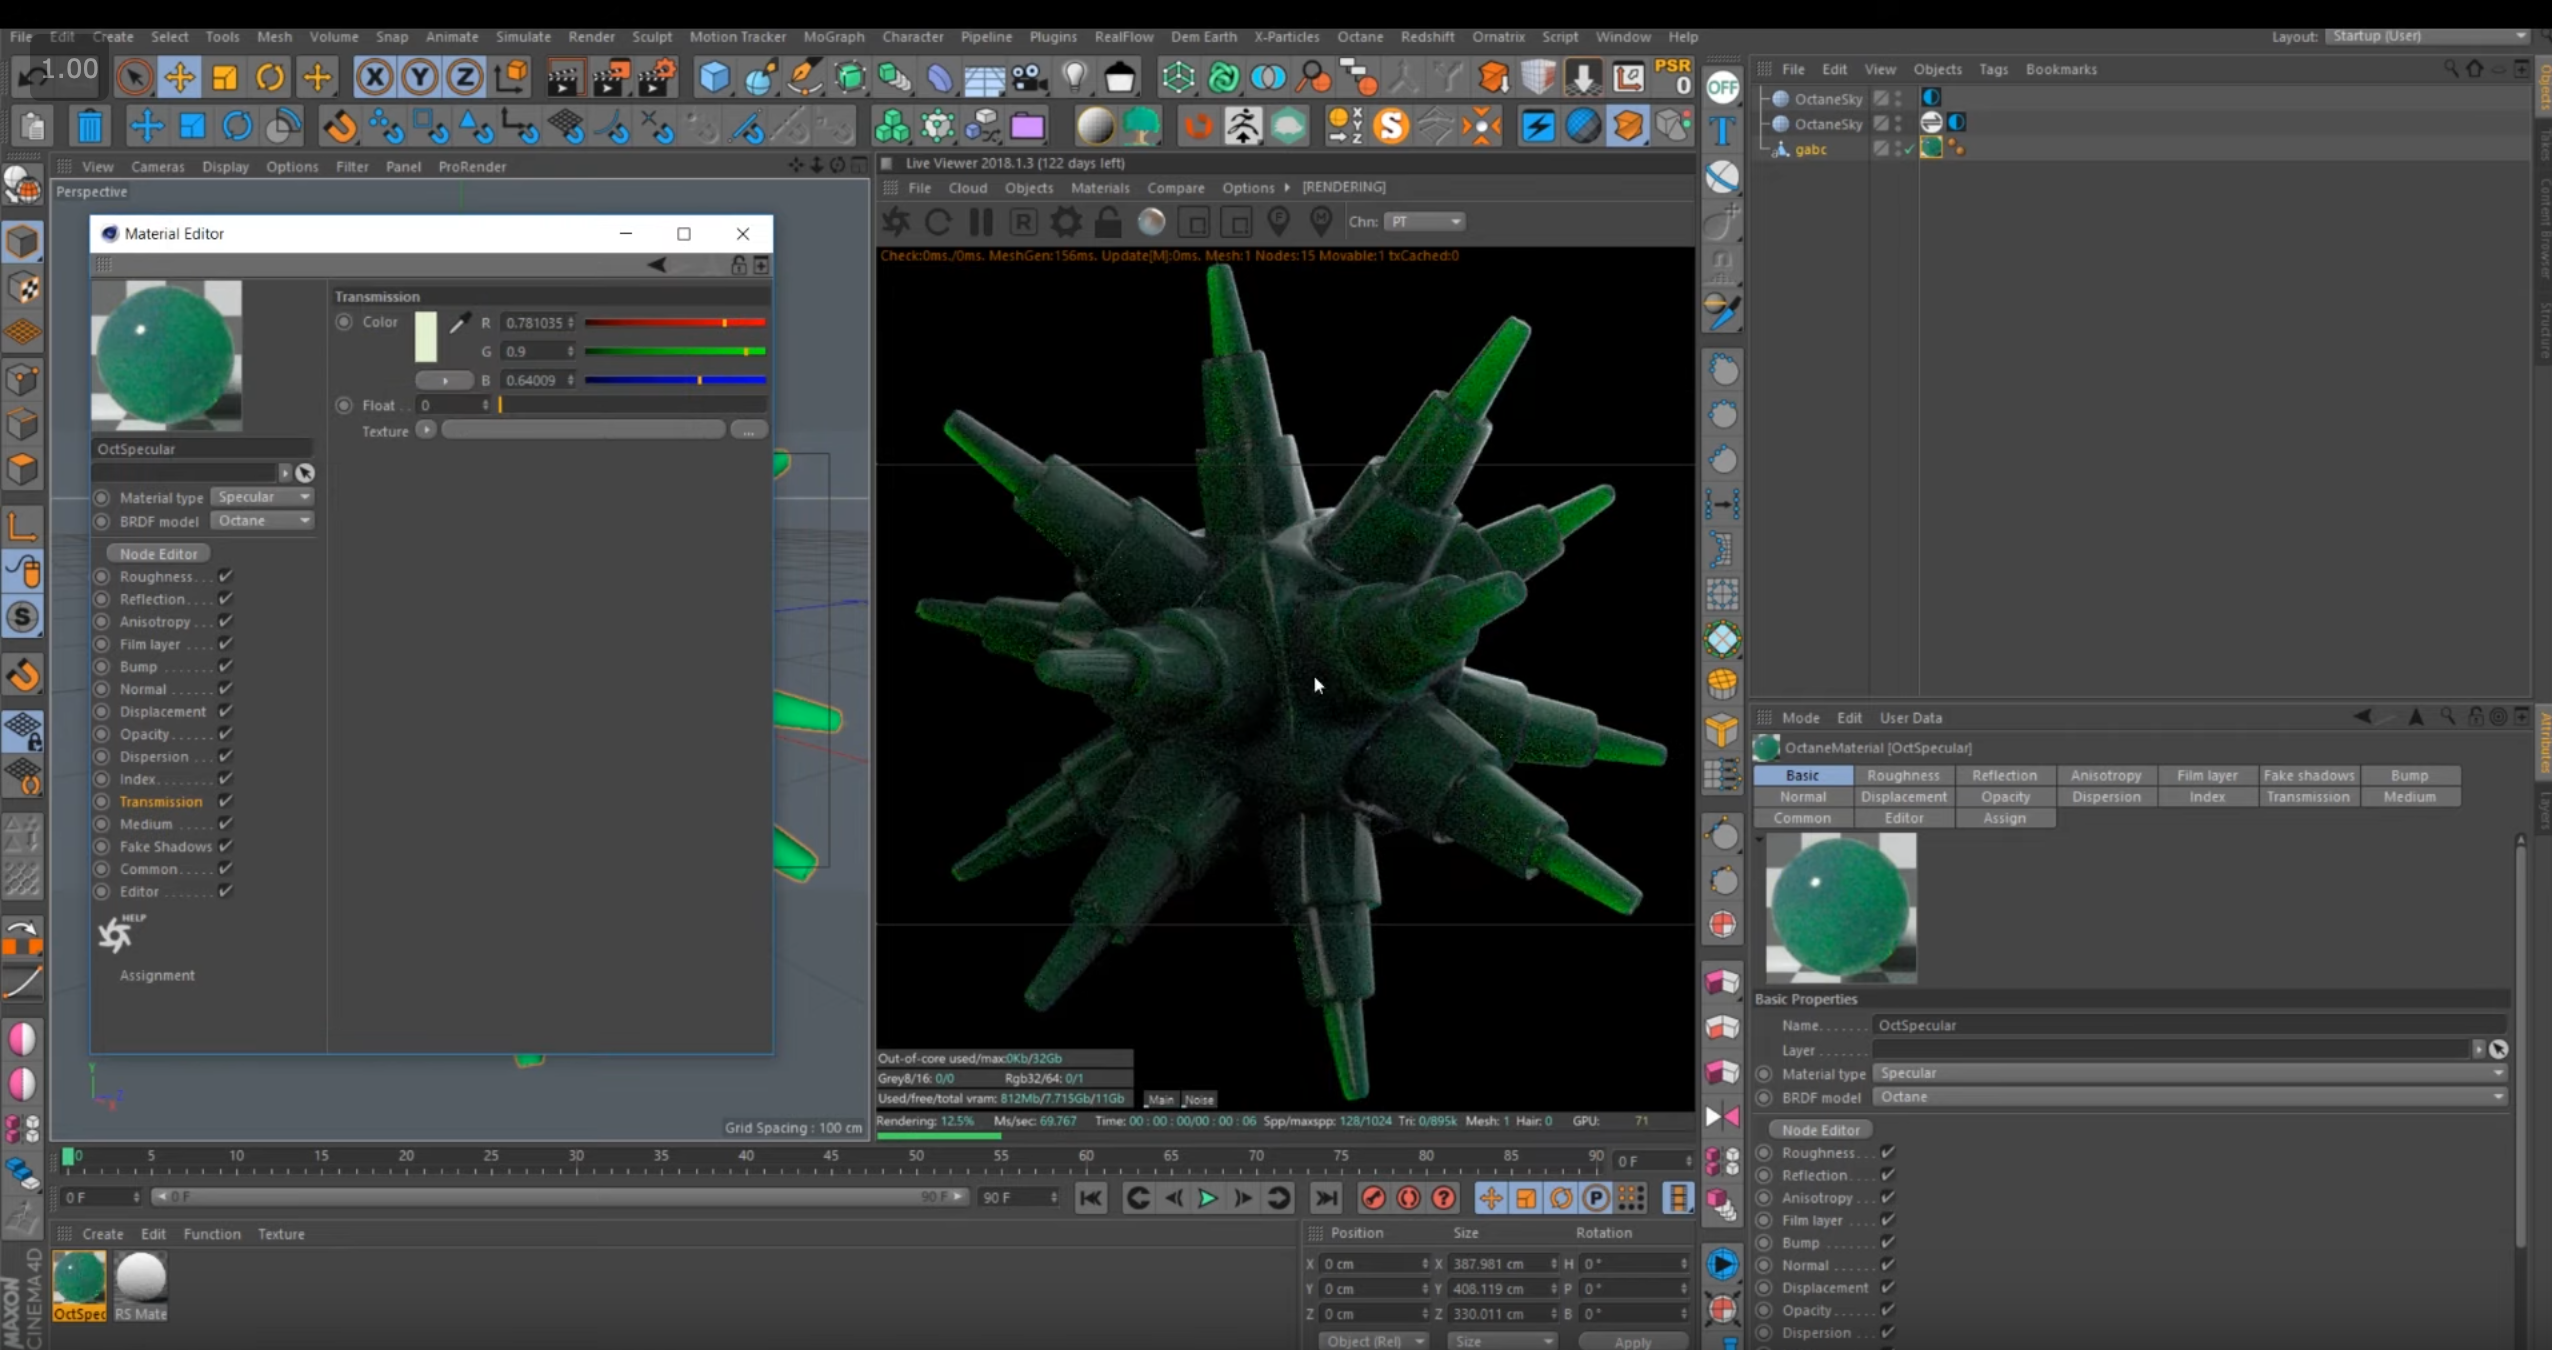 File Edit Create Select Tools Mesh Volume Snap Animate Simulate Render Sculpt Motion Tracker MoGraph Character Pipeline Plugins RealFlow Dem Earth X-Particles Octane Redshift Ornatrix Script Window Help Layout: Startup (User)
1.00
X Y Z PSR 0
File Edit View Objects Tags Bookmarks
OFF
OctaneSky
OctaneSky
gabc
Objects
Takes
Content Browser
Structure
View Cameras Display Options Filter Panel ProRender
Perspective
Live Viewer 2018.1.3 (122 days left)
File Cloud Objects Materials Compare Options [RENDERING]
Chn: PT
Check:0ms./0ms. MeshGen:156ms. Update[M]:0ms. Mesh:1 Nodes:15 Movable:1 txCached:0
Material Editor
Transmission
Color R 0.781035
G 0.9
B 0.64009
Float . . 0
Texture ...
OctSpecular
Material type Specular
BRDF model Octane
Node Editor
Roughness. . .
Reflection. . . .
Anisotropy . . .
Film layer . . . .
Bump . . . . . . .
Normal . . . . . .
Displacement
Opacity. . . . . .
Dispersion . . .
Index. . . . . . . .
Transmission
Medium . . . . .
Fake Shadows
Common. . . . .
Editor . . . . . . .
HELP
Assignment
Y
Grid Spacing : 100 cm
Out-of-core used/max:0Kb/32Gb
Grey8/16: 0/0 Rgb32/64: 0/1
Used/free/total vram: 812Mb/7.715Gb/11Gb Main Noise
Rendering: 12.5% Ms/sec: 69.767 Time: 00 : 00 : 00/00 : 00 : 06 Spp/maxspp: 128/1024 Tri: 0/895k Mesh: 1 Hair: 0 GPU: 71
Mode Edit User Data
OctaneMaterial [OctSpecular]
Basic Roughness Reflection Anisotropy Film layer Fake shadows Bump
Normal Displacement Opacity Dispersion Index Transmission Medium
Common Editor Assign
Attributes
Layers
Basic Properties
Name. . . . . . . OctSpecular
Layer . . . . . . .
Material type Specular
BRDF model Octane
Node Editor
Roughness. . .
Reflection. . . .
Anisotropy . . .
Film layer . . . .
Bump . . . . . . .
Normal . . . . . .
Displacement
Opacity. . . . . .
Dispersion . . .
0 5 10 15 20 25 30 35 40 45 50 55 60 65 70 75 80 85 90 0 F
0 F 0 F 90 F 90 F
Create Edit Function Texture
OctSpec RS Mate
MAXON CINEMA 4D
Position Size Rotation
X 0 cm X 387.981 cm H 0 °
Y 0 cm Y 408.119 cm P 0 °
Z 0 cm Z 330.011 cm B 0 °
Object (Rel) Size Apply